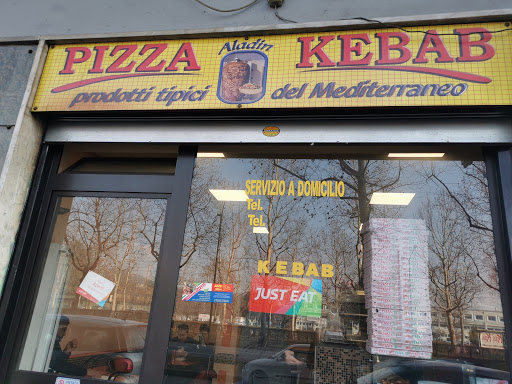 PIZZA
Aladin
KEBAB
prodotti tipici
del Mediterraneo
SERVIZIO A DOMICILIO
Tel.
Tel.
KEBAB
JUST EAT